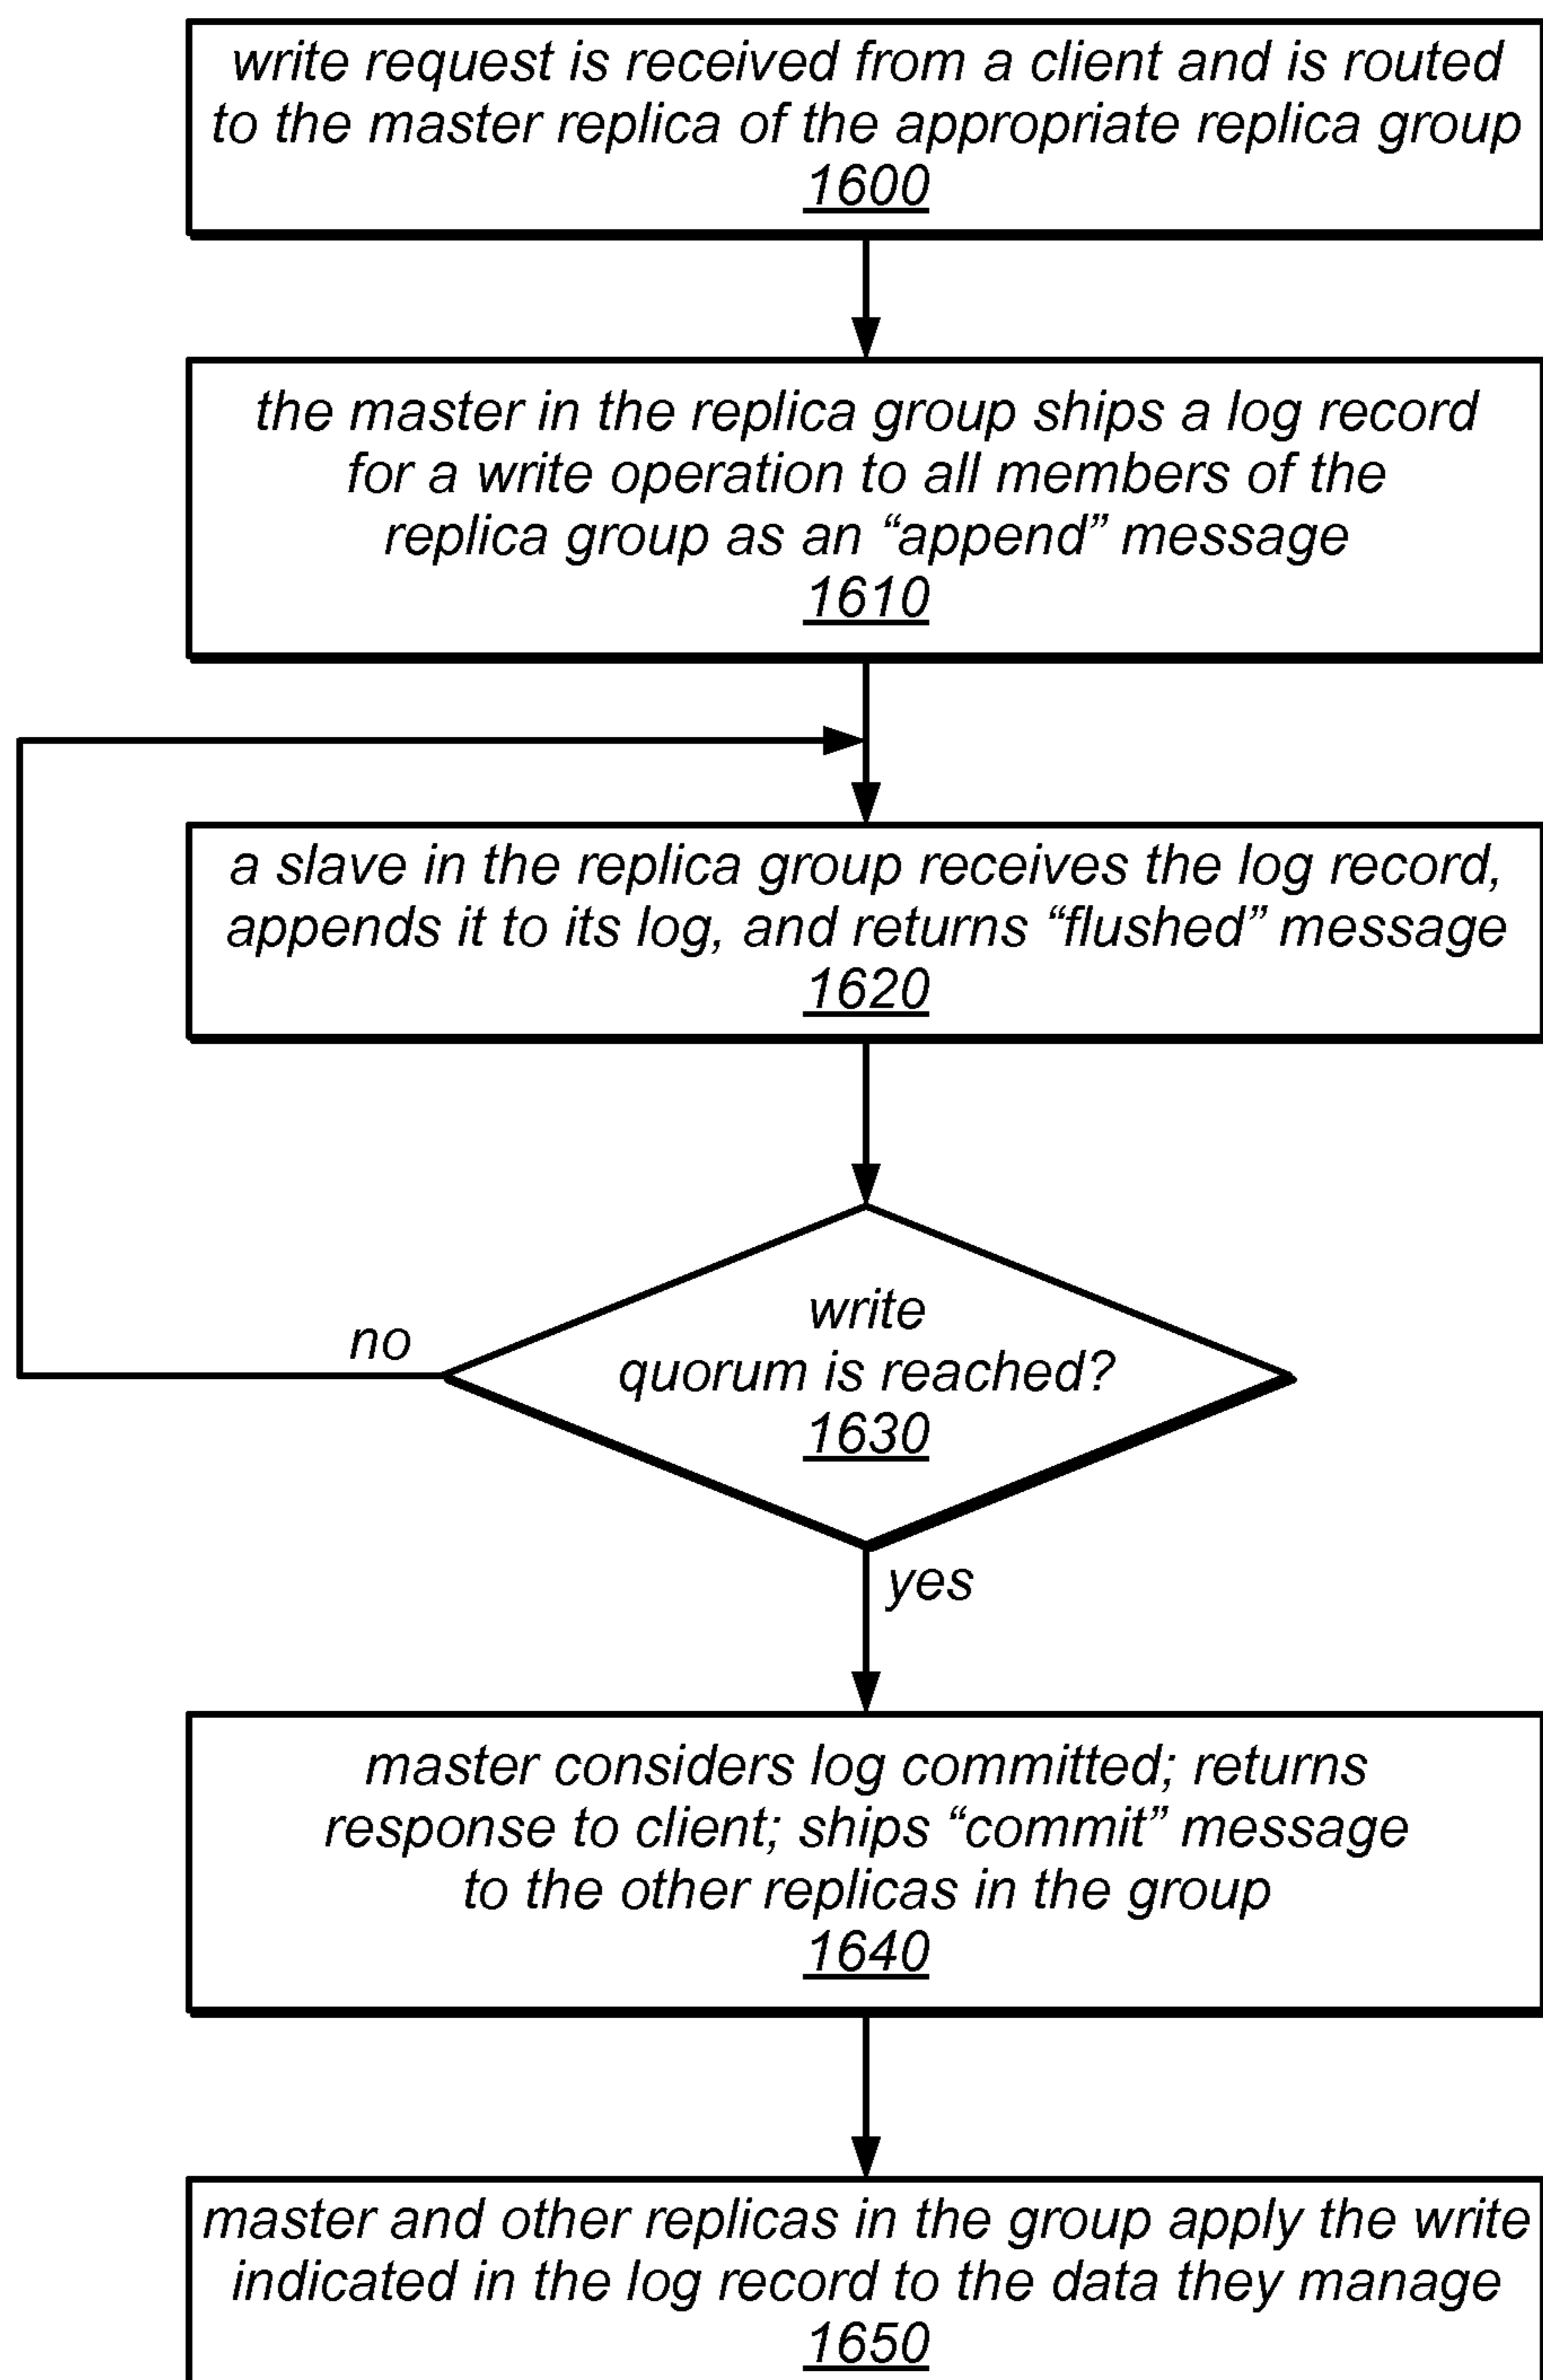 write request is received from a client and is routed
to the master replica of the appropriate replica group
1600
the master in the replica group ships a log record
for a write operation to all members of the
replica group as an “append” message
1610
a slave in the replica group receives the log record,
appends it to its log, and returns “flushed” message
1620
write
quorum is reached?
1630
no
yes
master considers log committed; returns
response to client; ships “commit” message
to the other replicas in the group
1640
master and other replicas in the group apply the write
indicated in the log record to the data they manage
1650